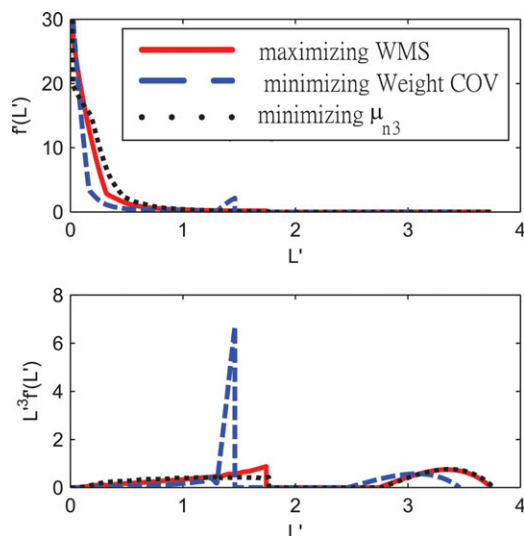 30
20
10
0
f'(L')
maximizing WMS
minimizing Weight COV
minimizing μn3
0 1 2 3 4
L'
8
6
4
2
0
L'³f'(L')
0 1 2 3 4
L'